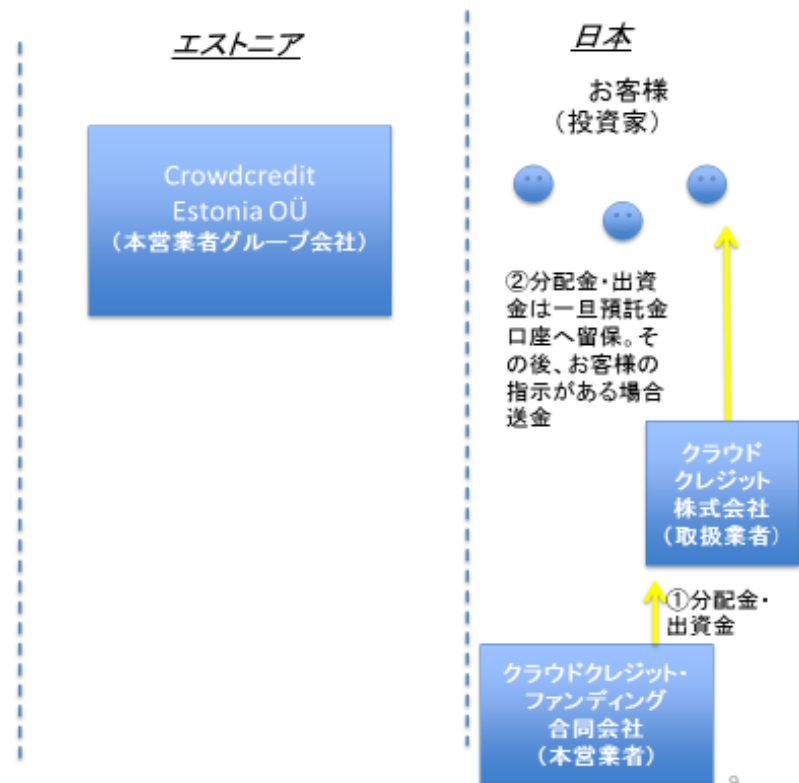 エストニア
日本
お客様
（投資家）
Crowdcredit
Estonia OÜ
（本営業者グループ会社）
②分配金・出資
金は一旦預託金
口座へ留保。そ
の後、お客様の
指示がある場合
送金
クラウド
クレジット
株式会社
（取扱業者）
①分配金・
出資金
クラウドクレジット・
ファンディング
合同会社
（本営業者）